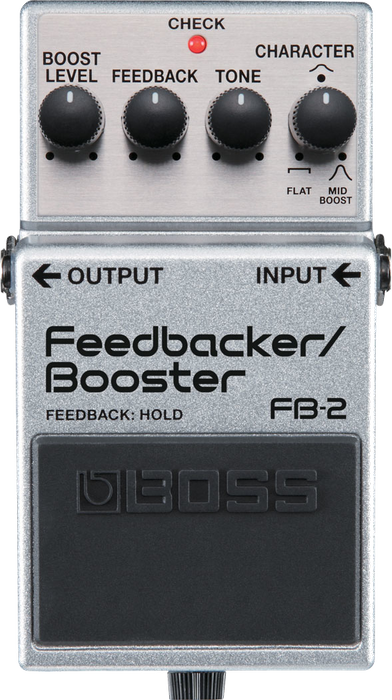 CHECK
BOOST
LEVEL
FEEDBACK
TONE
CHARACTER
FLAT
MID
BOOST
OUTPUT
INPUT
Feedbacker/
Booster
FEEDBACK: HOLD
FB-2
BOSS